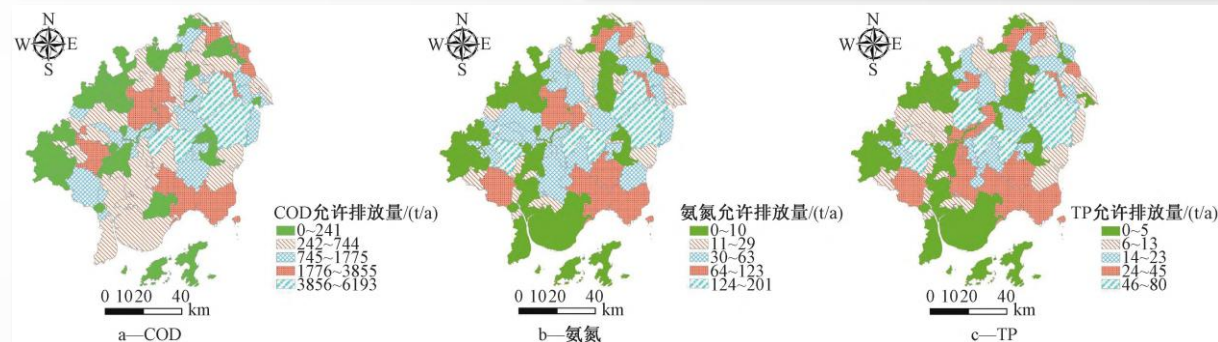 N
W E
S
COD允许排放量/(t/a)
0~241
242~744
745~1775
1776~3855
3856~6193
0 10 20 40
km
a—COD
N
W E
S
氨氮允许排放量/(t/a)
0~10
11~29
30~63
64~123
124~201
0 10 20 40
km
b—氨氮
N
W E
S
TP允许排放量/(t/a)
0~5
6~13
14~23
24~45
46~80
0 10 20 40
km
c—TP